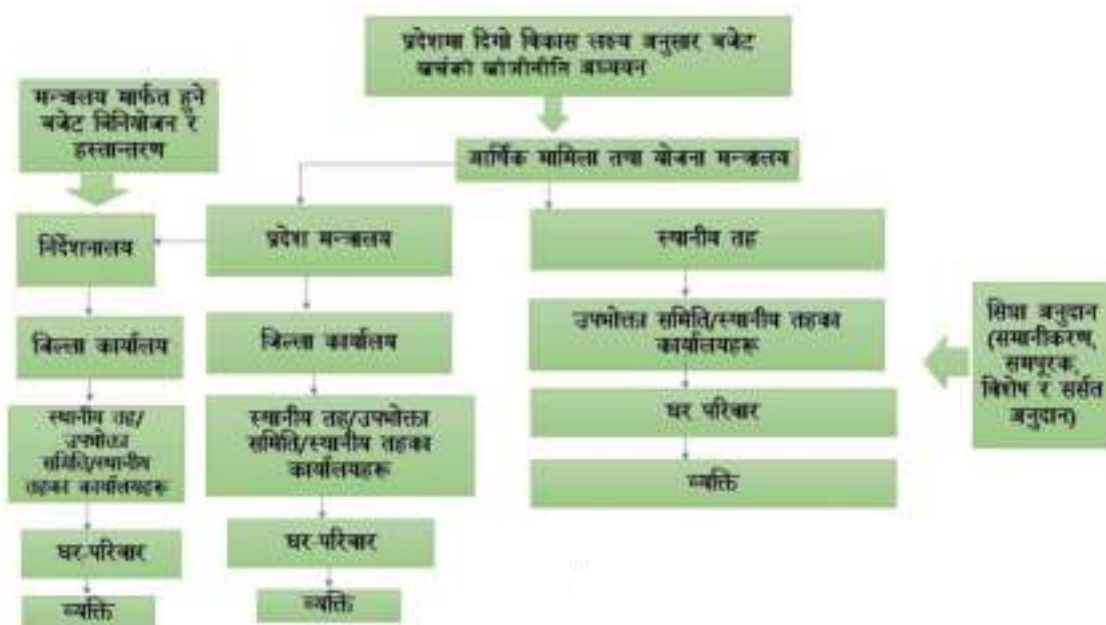 प्रदेशमा दिगो विकास लक्ष्य अनुसार बजेट
खर्चको खोजीनीति अध्ययन
मन्त्रालय मार्फत हुने
बजेट विनियोजन र
हस्तान्तरण
आर्थिक मामिला तथा योजना मन्त्रालय
निर्देशनालय
प्रदेश मन्त्रालय
स्थानीय तह
जिल्ला कार्यालय
जिल्ला कार्यालय
उपभोक्ता समिति/स्थानीय तहका
कार्यालयहरू
सिधा अनुदान
(समानीकरण,
समपूरक,
विशेष र सर्सत
अनुदान)
स्थानीय तह/
उपभोक्ता
समिति/स्थानीय
तहका कार्यालयहरू
स्थानीय तह/उपभोक्ता
समिति/स्थानीय तहका
कार्यालयहरू
घर परिवार
व्यक्ति
घर-परिवार
घर-परिवार
व्यक्ति
व्यक्ति